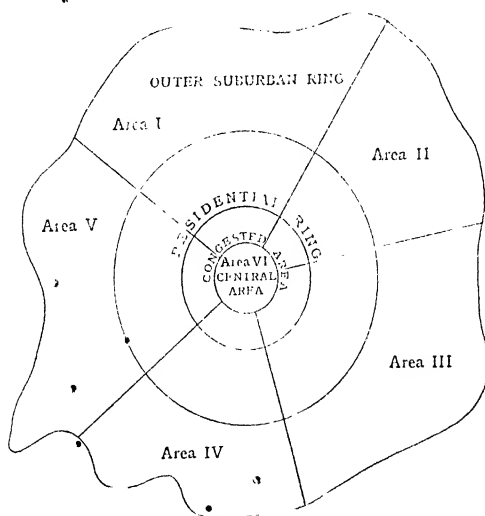 OUTER SUBURBAN RING
Area I
Area II
RESIDENTIAL RING
Area V
CONGESTED AREA
Area VI
CENTRAL
AREA
Area III
Area IV